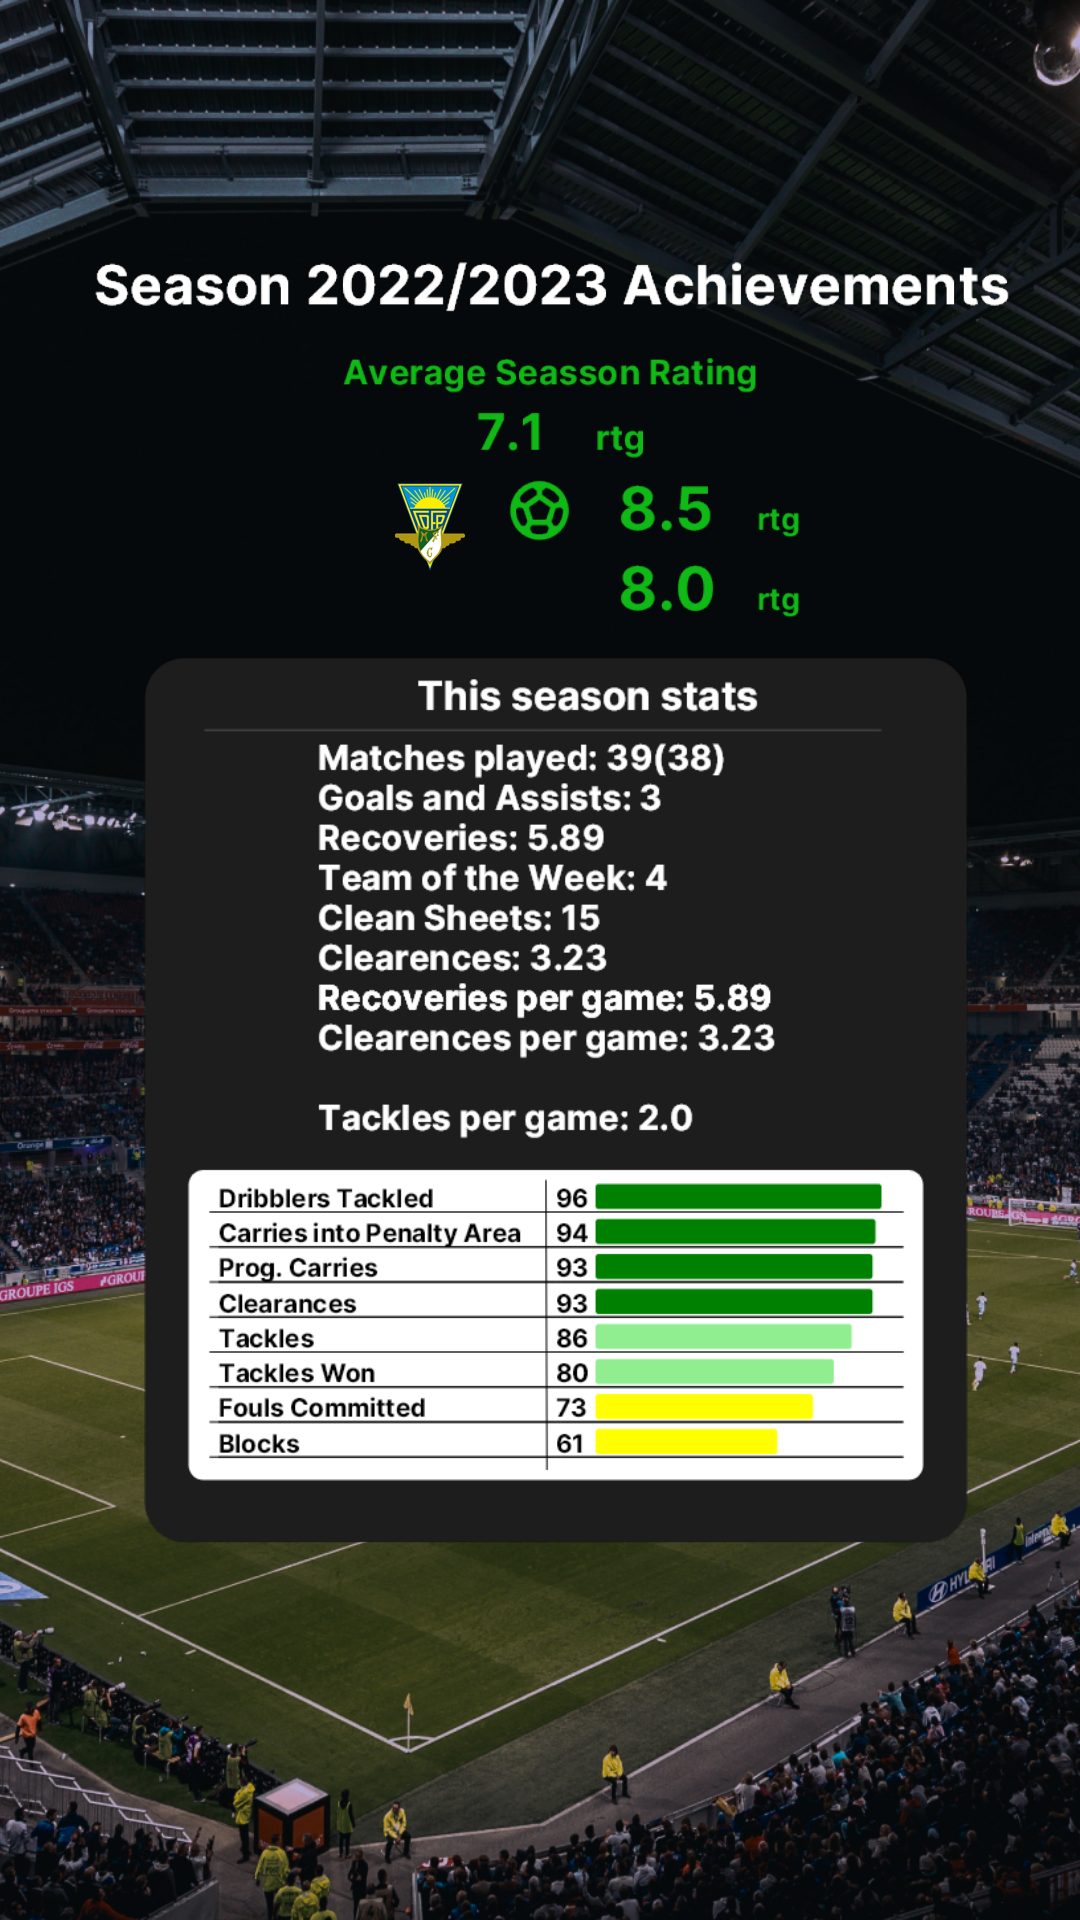 Season 2022/2023 Achievements
Average Seasson Rating
7.1 rtg
8.5 rtg
8.0 rtg
This season stats
Matches played: 39(38)
Goals and Assists: 3
Recoveries: 5.89
Team of the Week: 4
Clean Sheets: 15
Clearences: 3.23
Recoveries per game: 5.89
Clearences per game: 3.23
Tackles per game: 2.0
Dribblers Tackled 96
Carries into Penalty Area 94
Prog. Carries 93
Clearances 93
Tackles 86
Tackles Won 80
Fouls Committed 73
Blocks 61
Orange
GROUPE IGS #GROU
HYU